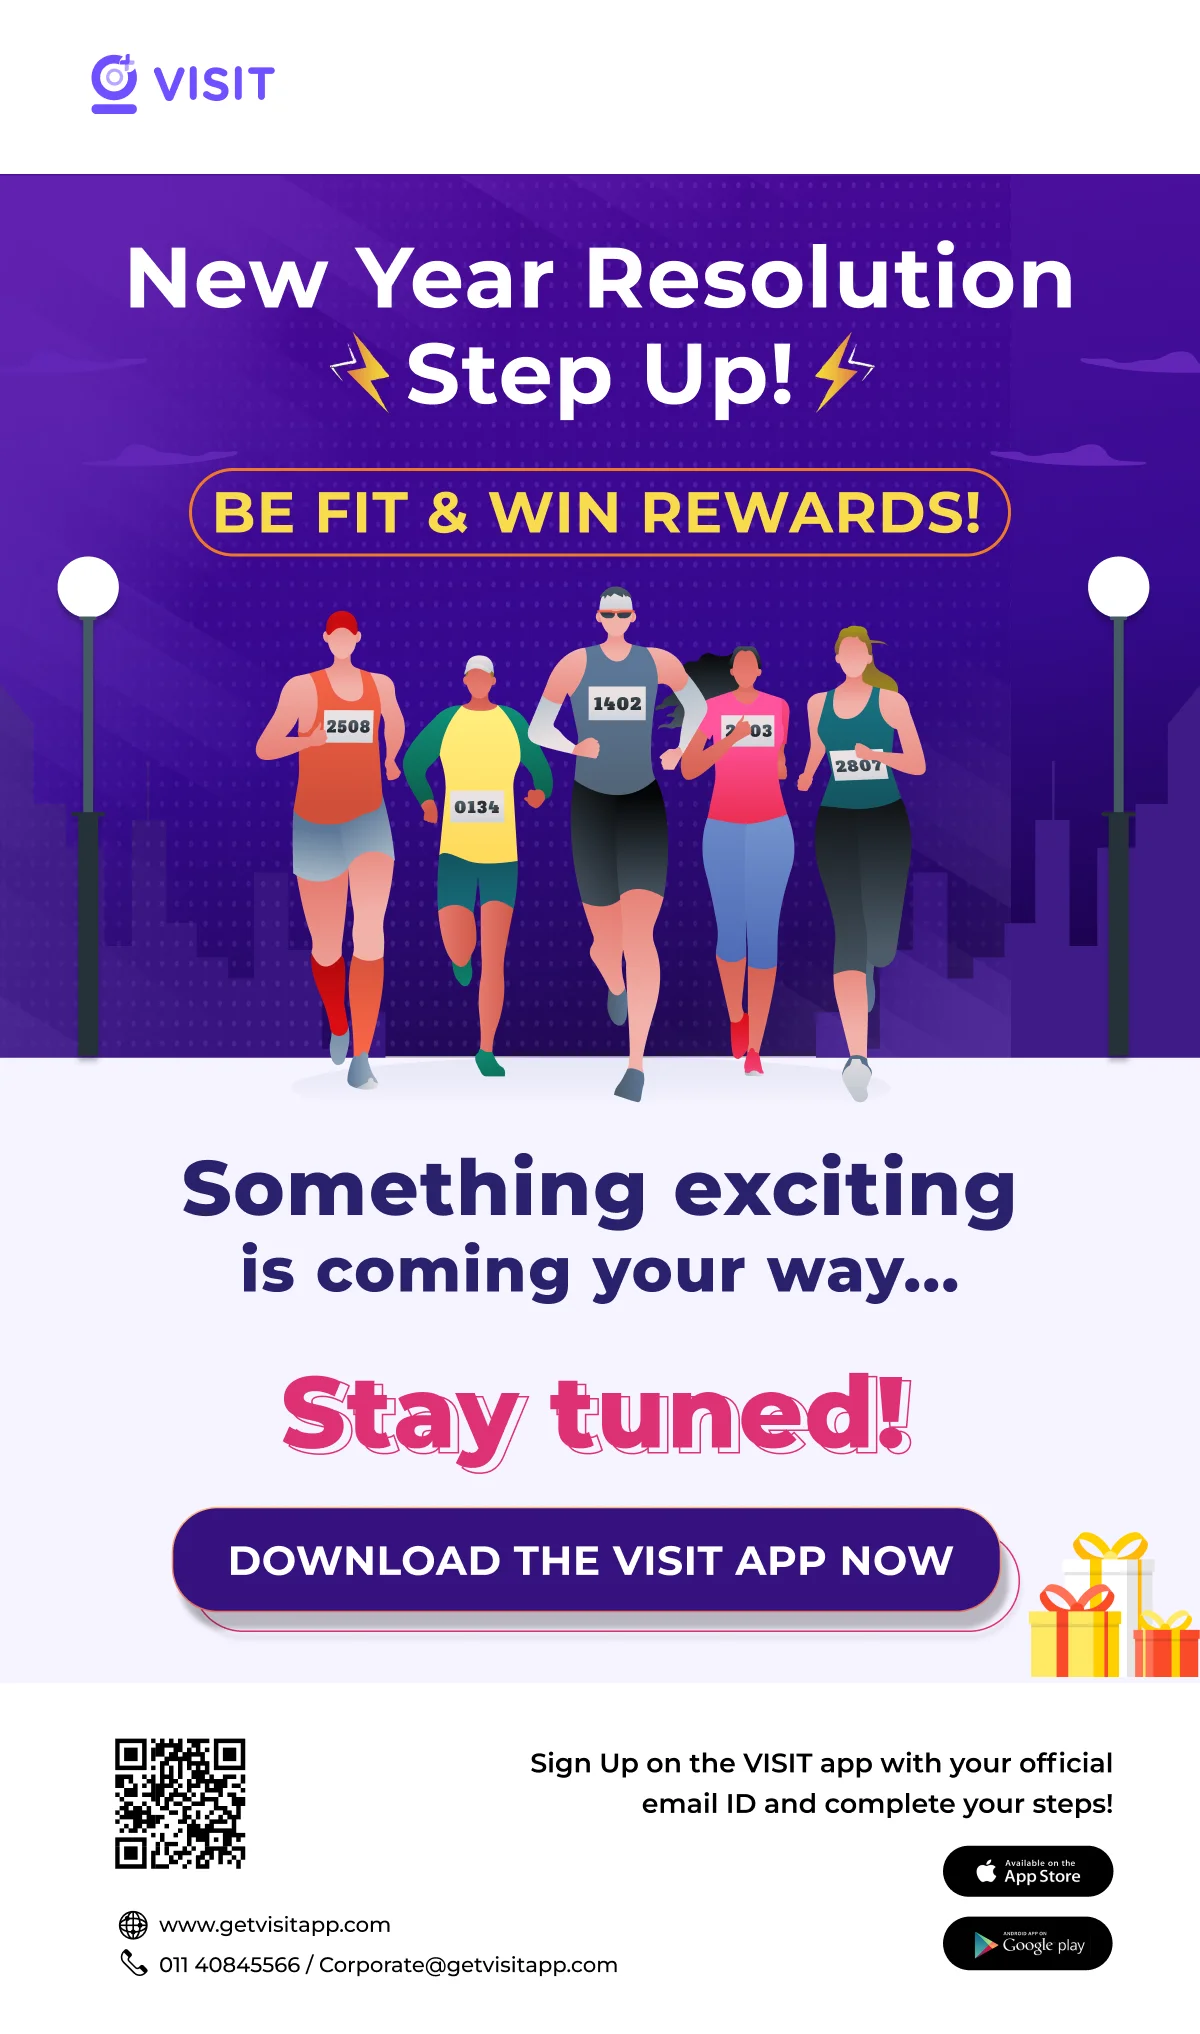 VISIT
New Year Resolution
Step Up!
BE FIT & WIN REWARDS!
2508
0134
1402
2807
Something exciting
is coming your way...
Stay tuned!
DOWNLOAD THE VISIT APP NOW
Sign Up on the VISIT app with your official
email ID and complete your steps!
Available on the
App Store
ANDROID APP ON
Google play
www.getvisitapp.com
011 40845566 / Corporate@getvisitapp.com